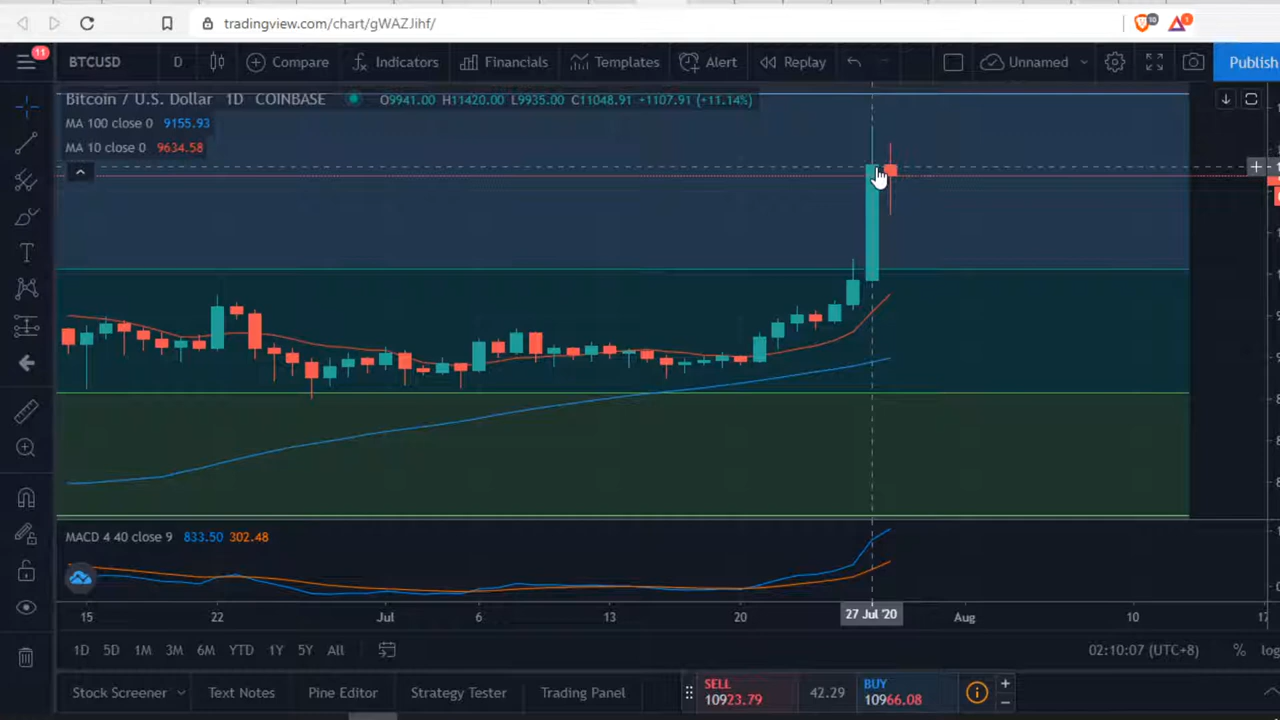 tradingview.com/chart/gWAZJihf/
10
1
11
BTCUSD D Compare Indicators Financials Templates Alert Replay Unnamed Publish
Bitcoin / U.S. Dollar 1D COINBASE O9941.00 H11420.00 L9935.00 C11048.91 +1107.91 (+11.14%)
MA 100 close 0 9155.93
MA 10 close 0 9634.58
MACD 4 40 close 9 833.50 302.48
15 22 Jul 6 13 20 27 Jul '20 Aug 10 17
1D 5D 1M 3M 6M YTD 1Y 5Y All 02:10:07 (UTC+8) % log
Stock Screener Text Notes Pine Editor Strategy Tester Trading Panel
SELL
10923.79
42.29
BUY
10966.08